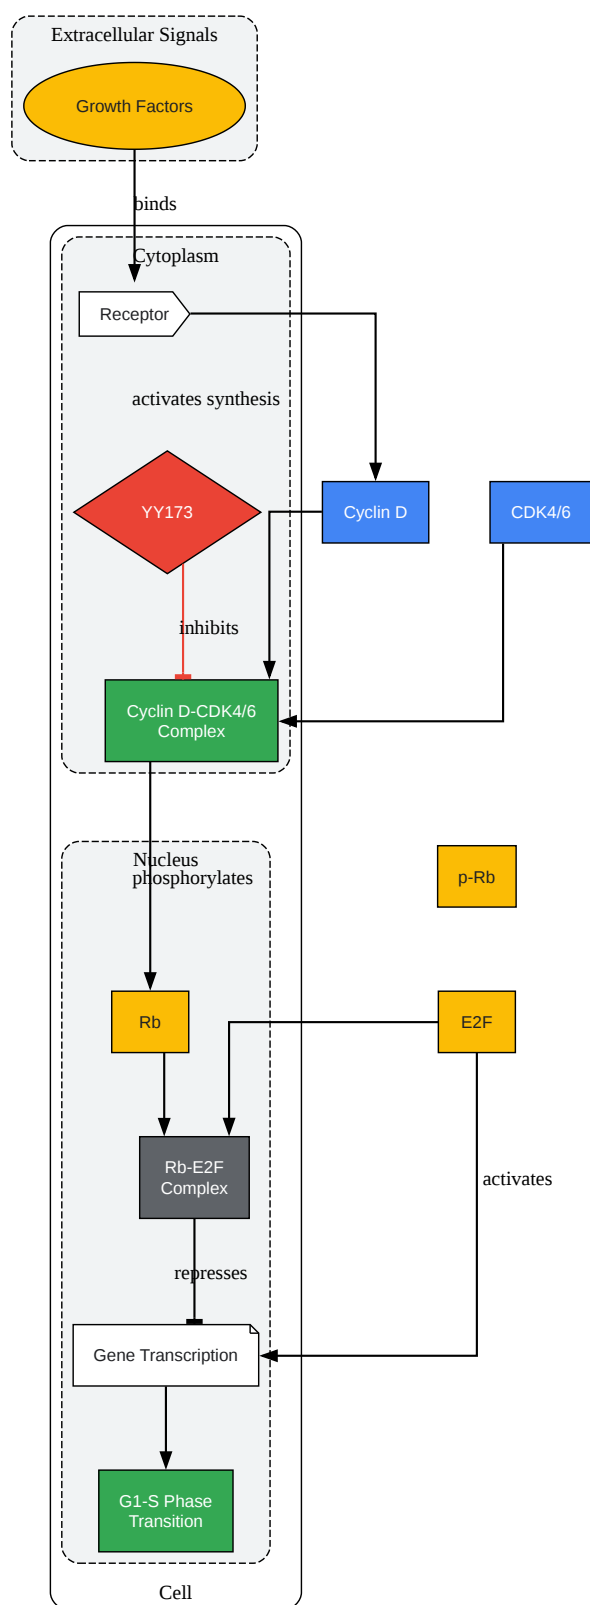 Extracellular Signals
Growth Factors
binds
Cytoplasm
Receptor
activates synthesis
YY173
Cyclin D
CDK4/6
inhibits
Cyclin D-CDK4/6
Complex
Nucleus
phosphorylates
p-Rb
Rb
E2F
Rb-E2F
Complex
activates
represses
Gene Transcription
G1-S Phase
Transition
Cell